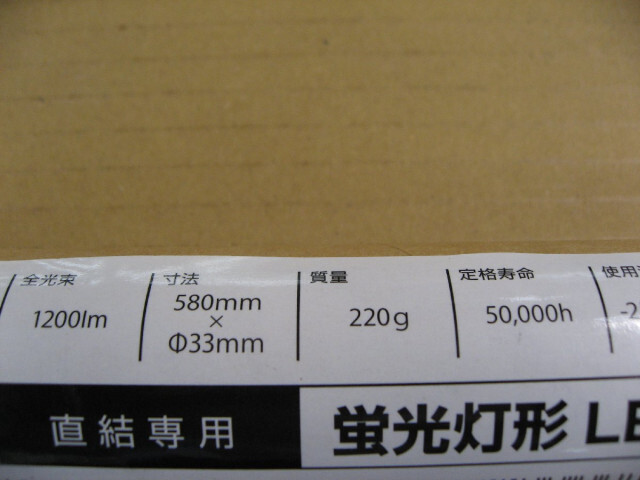 全光束 寸法 質量 定格寿命 使用
1200lm 580mm × Φ33mm 220g 50,000h -2
直結専用 蛍光灯形 LE